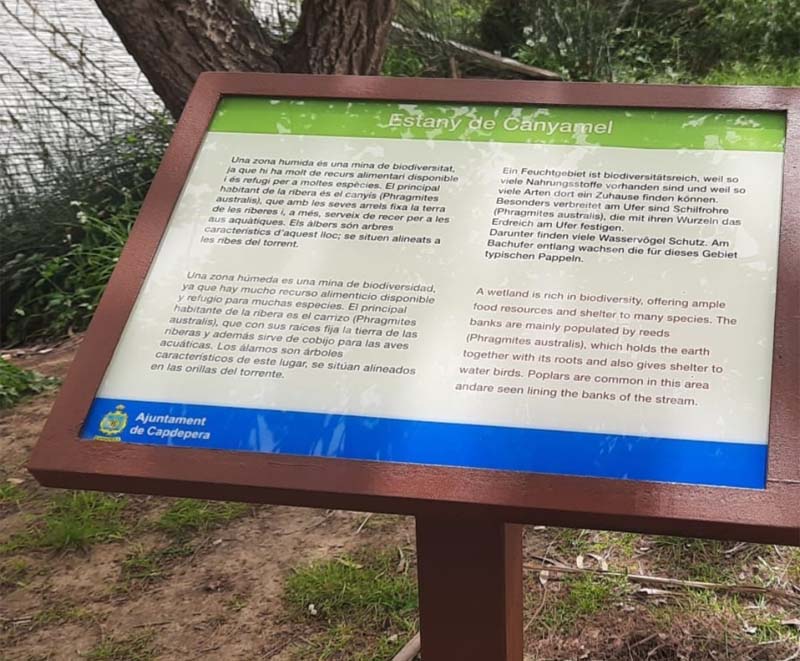 Estany de Canyamel
Una zona humida és una mina de biodiversitat,
ja que hi ha molt de recurs alimentari disponible
i és refugi per a moltes espècies. El principal
habitant de la ribera és el canyís (Phragmites
australis), que amb les seves arrels fixa la terra
de les riberes i, a més, serveix de recer per a les
aus aquàtiques. Els àlbers són arbres
característics d'aquest lloc; se situen alineats a
les ribes del torrent.
Una zona húmeda es una mina de biodiversidad,
ya que hay mucho recurso alimenticio disponible
y refugio para muchas especies. El principal
habitante de la ribera es el carrizo (Phragmites
australis), que con sus raíces fija la tierra de las
riberas y además sirve de cobijo para las aves
acuáticas. Los álamos son árboles
característicos de este lugar, se sitúan alineados
en las orillas del torrente.
Ein Feuchtgebiet ist biodiversitätsreich, weil so
viele Nahrungsstoffe vorhanden sind und weil so
viele Arten dort ein Zuhause finden können.
Besonders verbreitet am Ufer sind Schilfrohre
(Phragmites australis), die mit ihren Wurzeln das
Erdreich am Ufer festigen.
Darunter finden viele Wasservögel Schutz. Am
Bachufer entlang wachsen die für dieses Gebiet
typischen Pappeln.
A wetland is rich in biodiversity, offering ample
food resources and shelter to many species. The
banks are mainly populated by reeds
(Phragmites australis), which holds the earth
together with its roots and also gives shelter to
water birds. Poplars are common in this area
andare seen lining the banks of the stream.
Ajuntament
de Capdepera